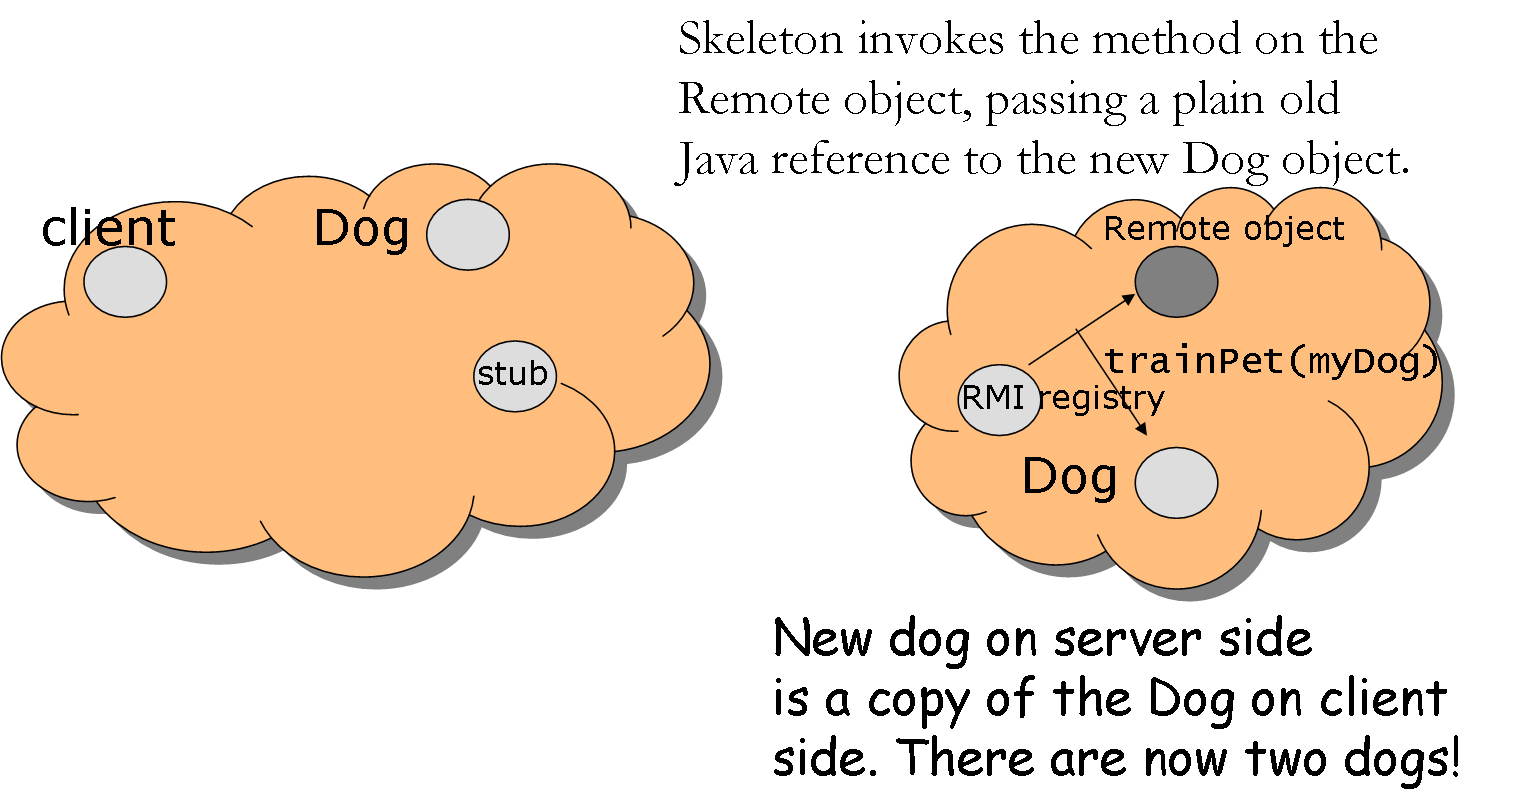 Skeleton invokes the method on the
Remote object, passing a plain old
Java reference to the new Dog object.
client
Dog
stub
Remote object
trainPet(myDog)
RMI registry
Dog
New dog on server side
is a copy of the Dog on client
side. There are now two dogs!